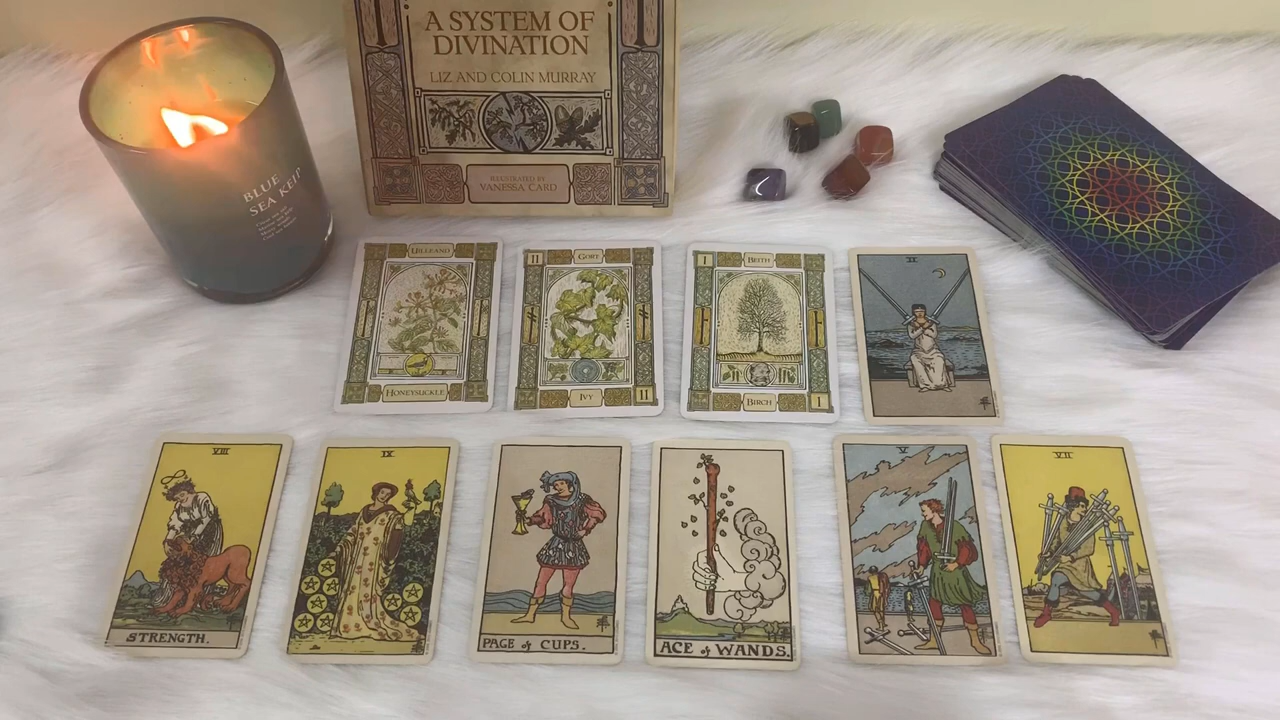 A SYSTEM OF
DIVINATION
LIZ AND COLIN MURRAY
ILLUSTRATED BY
VANESSA CARD
BLUE
SEA KELP
UILLEAND
HONEYSUCKLE
II
GORT
IVY
II
I
BEITH
BIRCH
I
II
VIII
STRENGTH.
IX
PAGE of CUPS.
ACE of WANDS.
V
VII